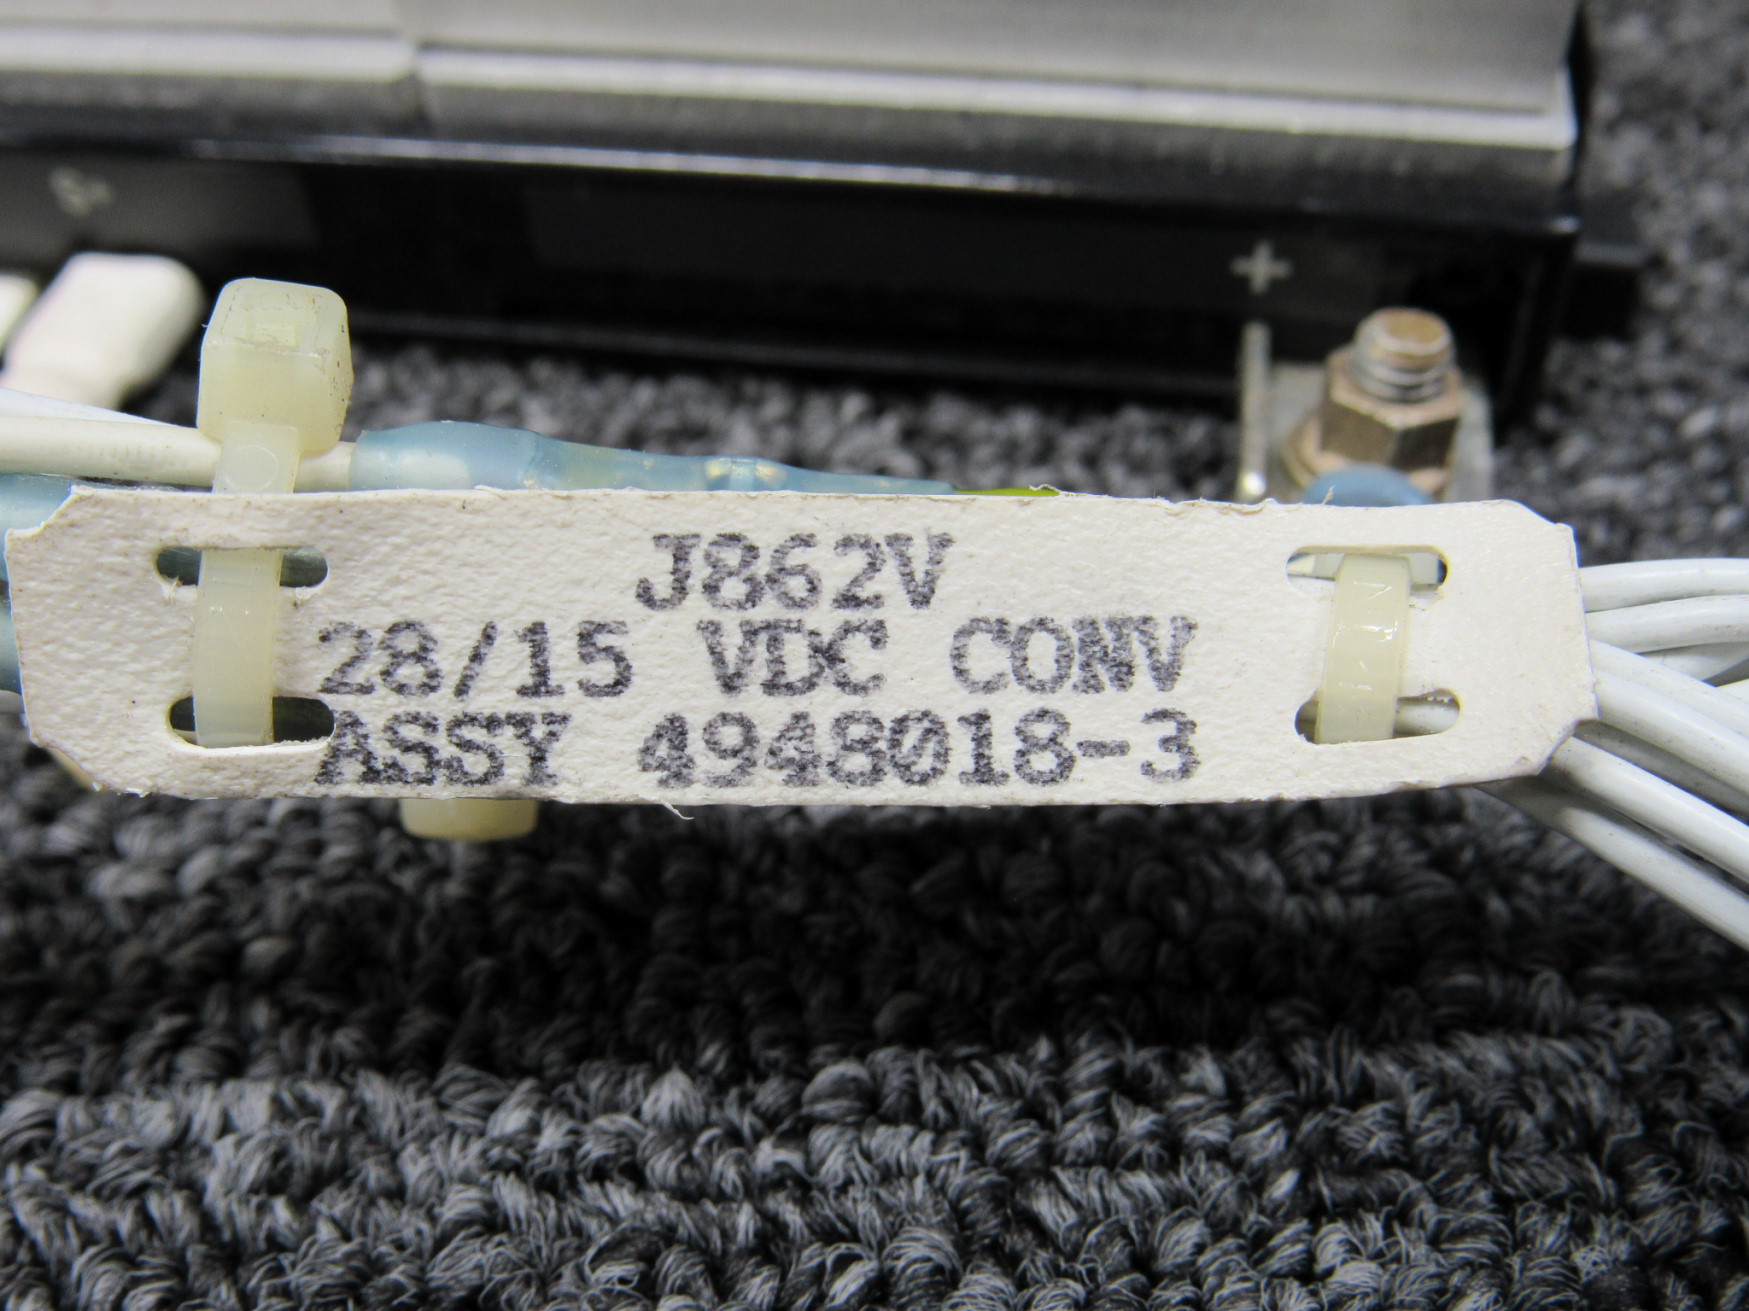 +
J862V
28/15 VDC CONV
ASSY 4948018-3